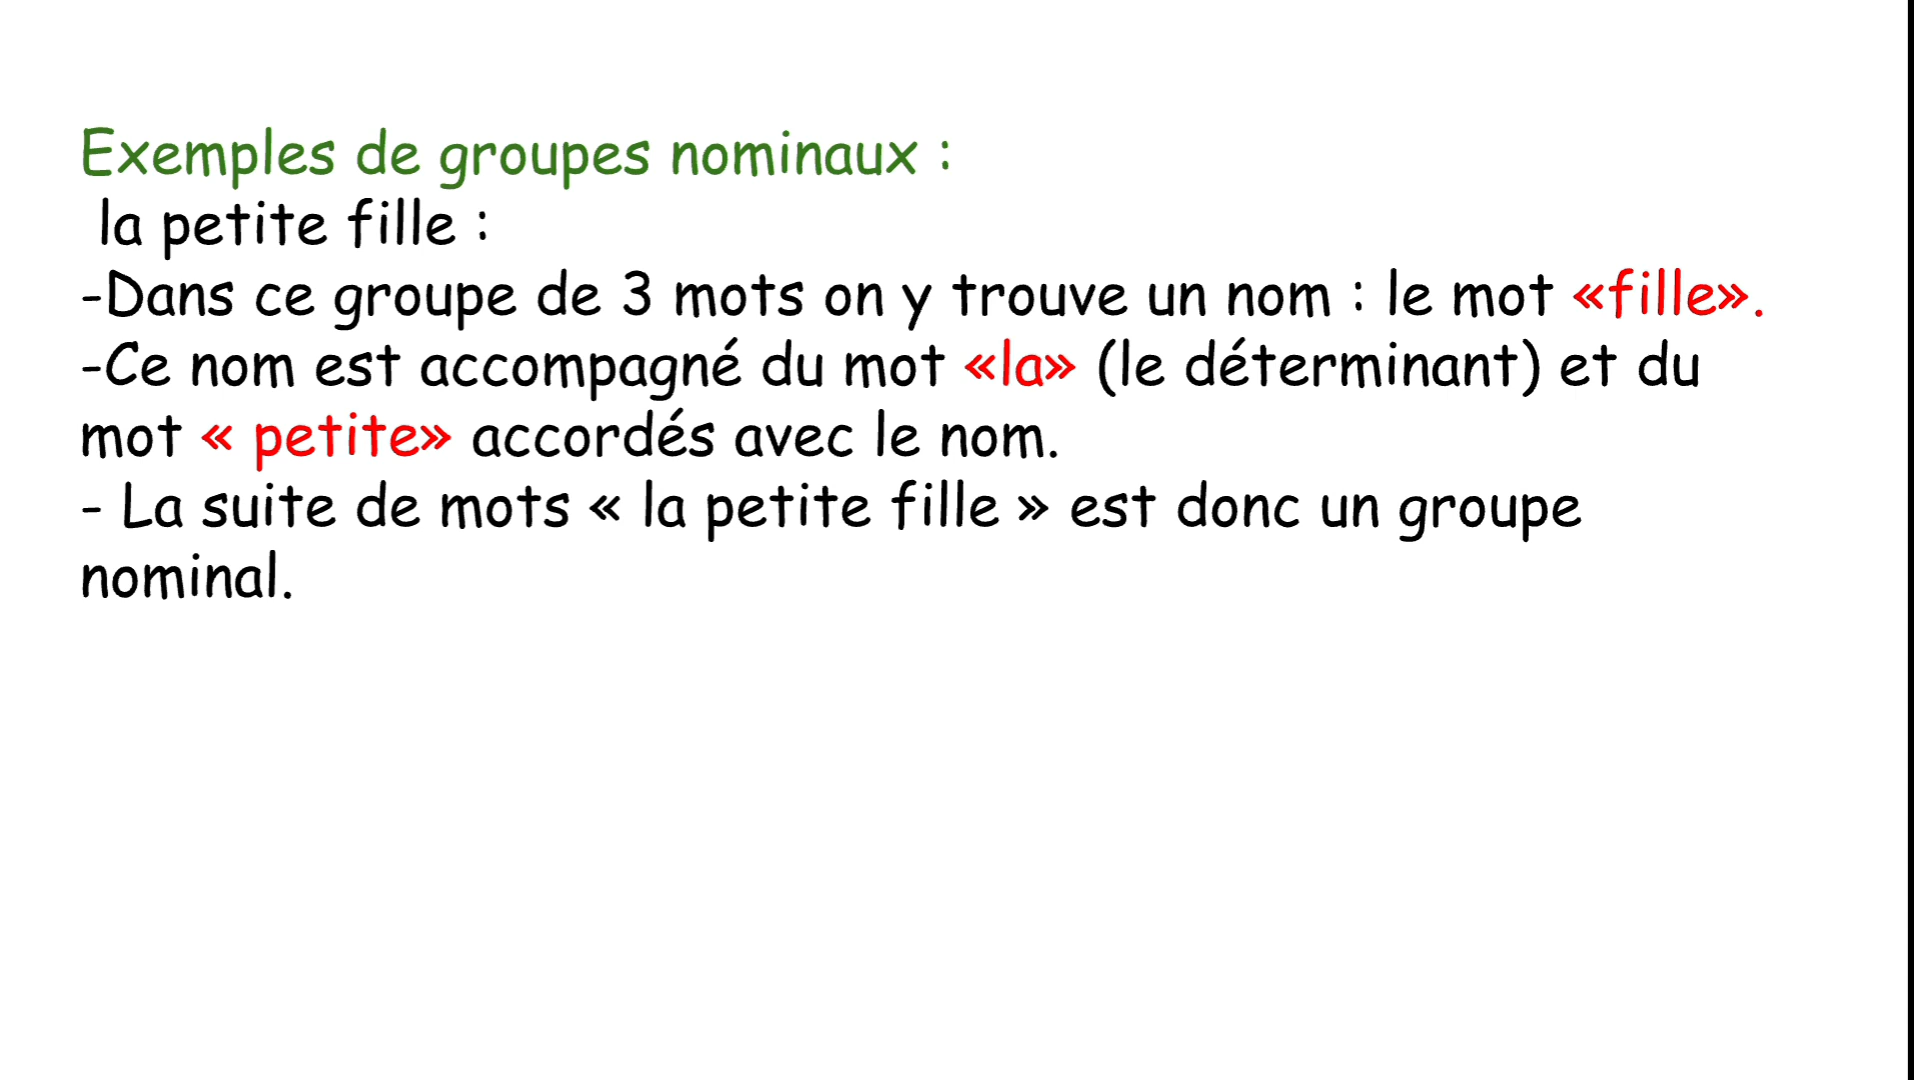 Exemples de groupes nominaux :
la petite fille :
-Dans ce groupe de 3 mots on y trouve un nom : le mot «fille».
-Ce nom est accompagné du mot «la» (le déterminant) et du
mot « petite» accordés avec le nom.
- La suite de mots « la petite fille » est donc un groupe
nominal.